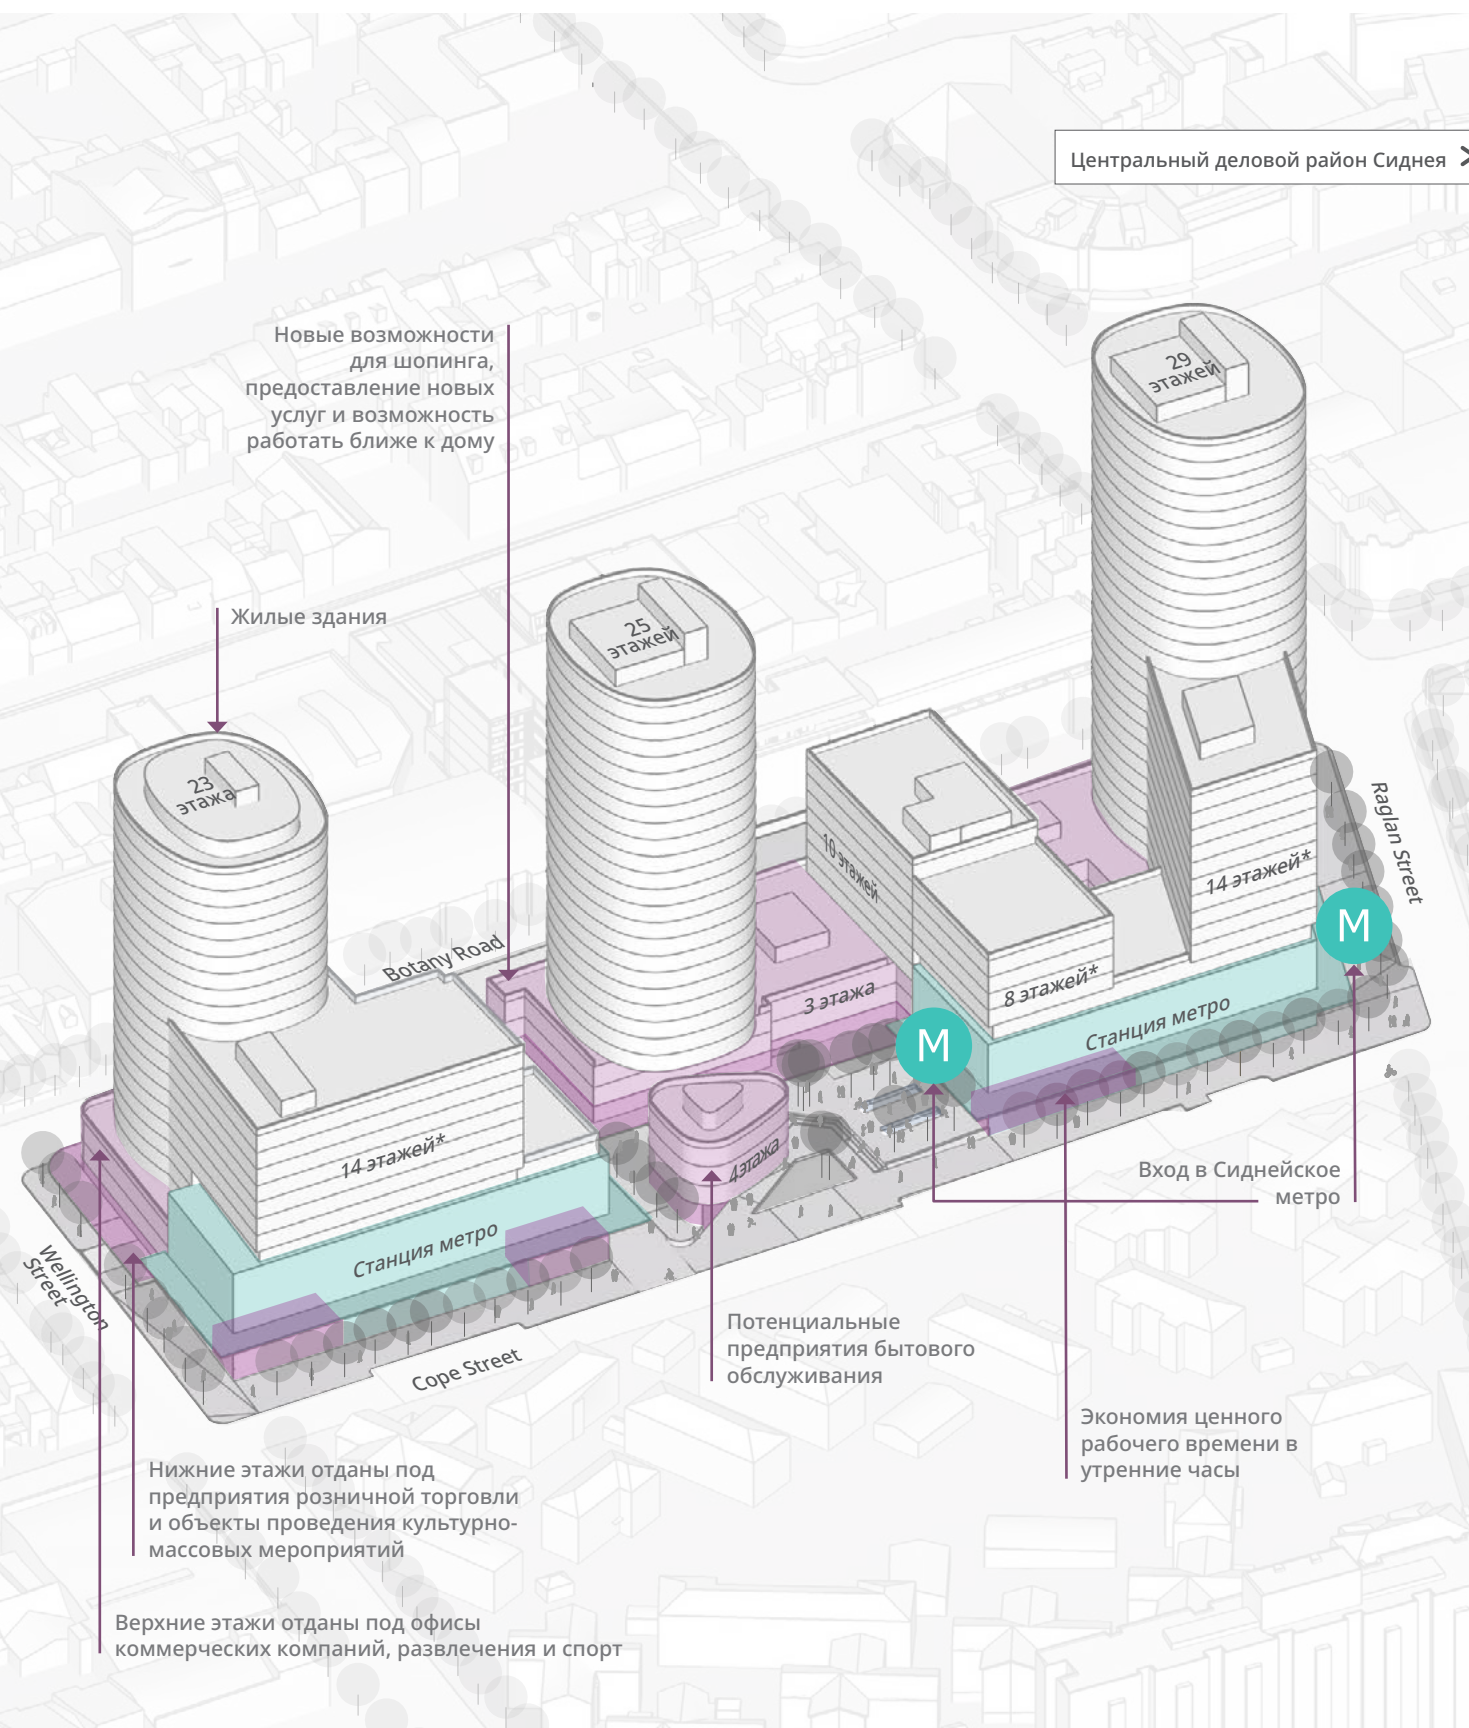 Центральный деловой район Сиднея
Новые возможности
для шопинга,
предоставление новых
услуг и возможность
работать ближе к дому
29
этажей
Жилые здания
25
этажей
23
этажа
10 этажей
14 этажей*
Raglan Street
M
Botany Road
3 этажа
8 этажей*
Станция метро
M
14 этажей*
4этажа
Вход в Сиднейское
метро
Станция метро
Wellington
Street
Cope Street
Потенциальные
предприятия бытового
обслуживания
Экономия ценного
рабочего времени в
утренние часы
Нижние этажи отданы под
предприятия розничной торговли
и объекты проведения культурно-
массовых мероприятий
Верхние этажи отданы под офисы
коммерческих компаний, развлечения и спорт